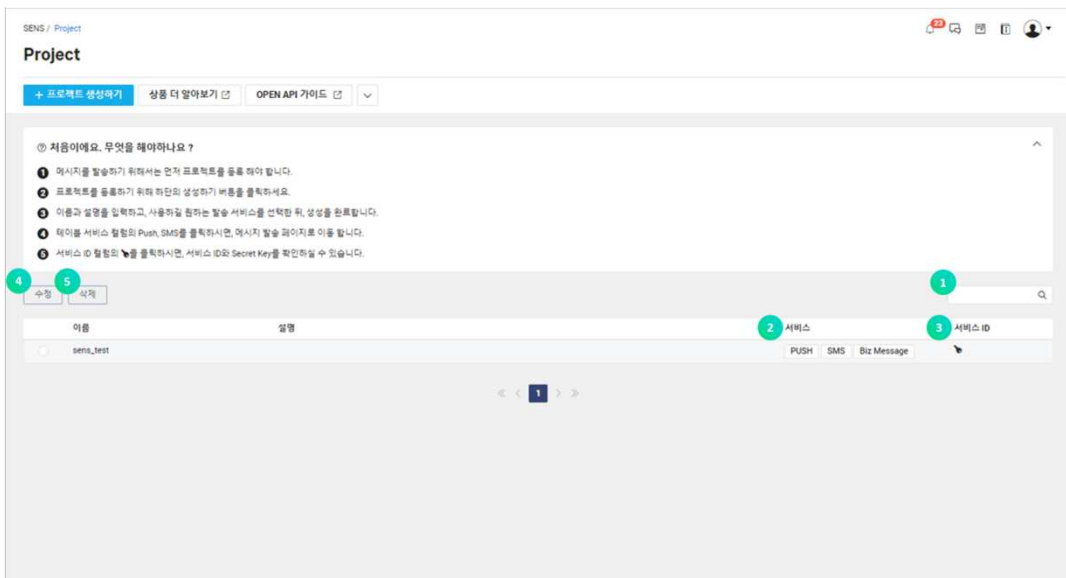 SENS / Project
23
Project
+ 프로젝트 생성하기 상품 더 알아보기 OPEN API 가이드
? 처음이에요. 무엇을 해야하나요 ?
1 메시지를 발송하기 위해서는 먼저 프로젝트를 등록 해야 합니다.
2 프로젝트를 등록하기 위해 하단의 생성하기 버튼을 클릭하세요.
3 이름과 설명을 입력하고, 사용하길 원하는 발송 서비스를 선택한 뒤, 생성을 완료합니다.
4 테이블 서비스 컬럼의 Push, SMS를 클릭하시면, 메시지 발송 페이지로 이동 합니다.
5 서비스 ID 컬럼의 를 클릭하시면, 서비스 ID와 Secret Key를 확인하실 수 있습니다.
4 수정 5 삭제 1
이름 설명 2 서비스 3 서비스 ID
sens_test PUSH SMS Biz Message
« < 1 > »